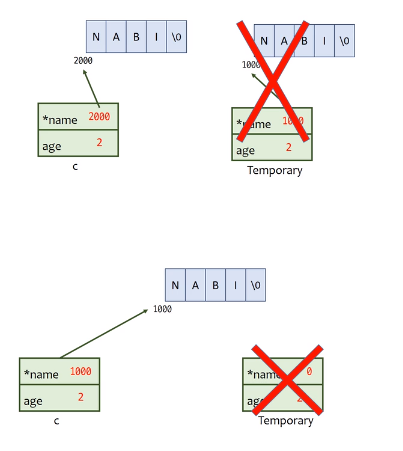 N A B I \0
2000
*name 2000
age 2
c
N A B I \0
1000
*name 1000
age 2
Temporary
N A B I \0
1000
*name 1000
age 2
c
*name 0
age 2
Temporary